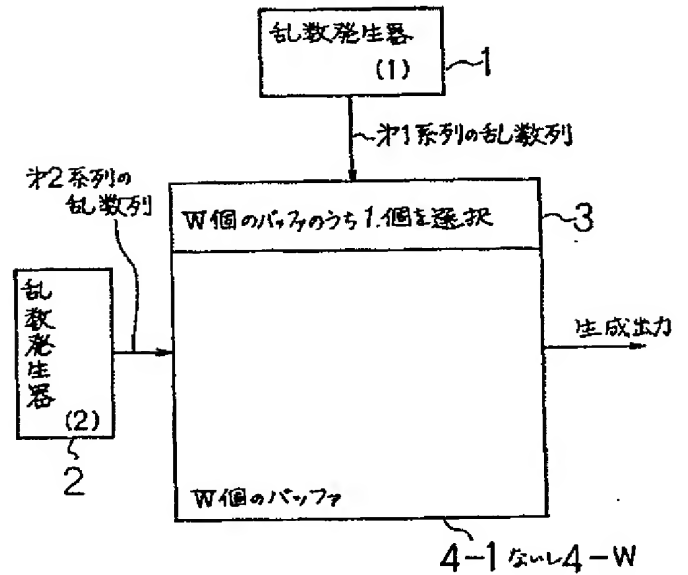 乱数発生器
(1)
1
オ1系列の乱数列
オ2系列の
乱数列
W個のバッファのうち1個を選択
3
乱数発生器
(2)
2
生成出力
W個のバッファ
4-1ないし4-W